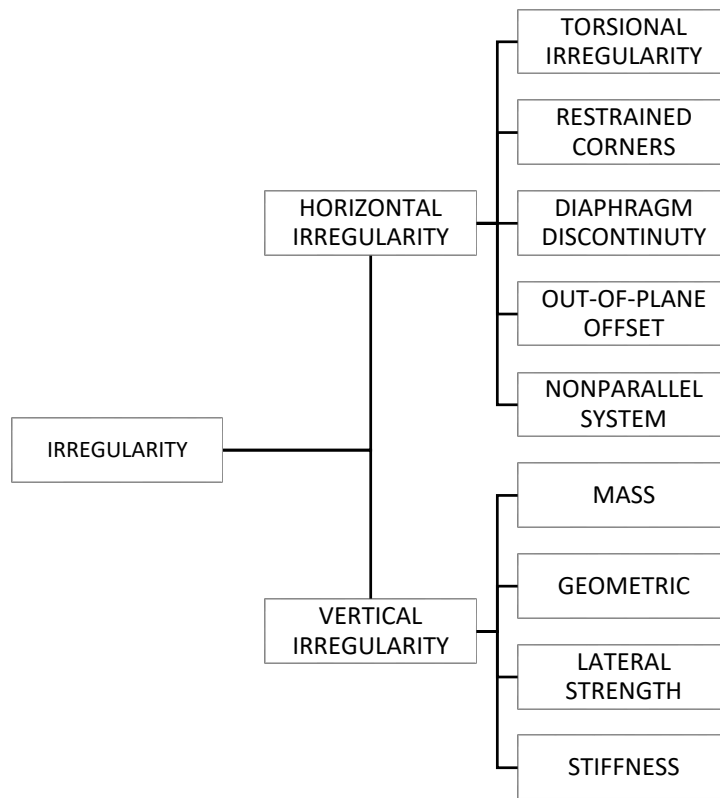 IRREGULARITY
HORIZONTAL
IRREGULARITY
TORSIONAL
IRREGULARITY
RESTRAINED
CORNERS
DIAPHRAGM
DISCONTINUTY
OUT-OF-PLANE
OFFSET
NONPARALLEL
SYSTEM
VERTICAL
IRREGULARITY
MASS
GEOMETRIC
LATERAL
STRENGTH
STIFFNESS